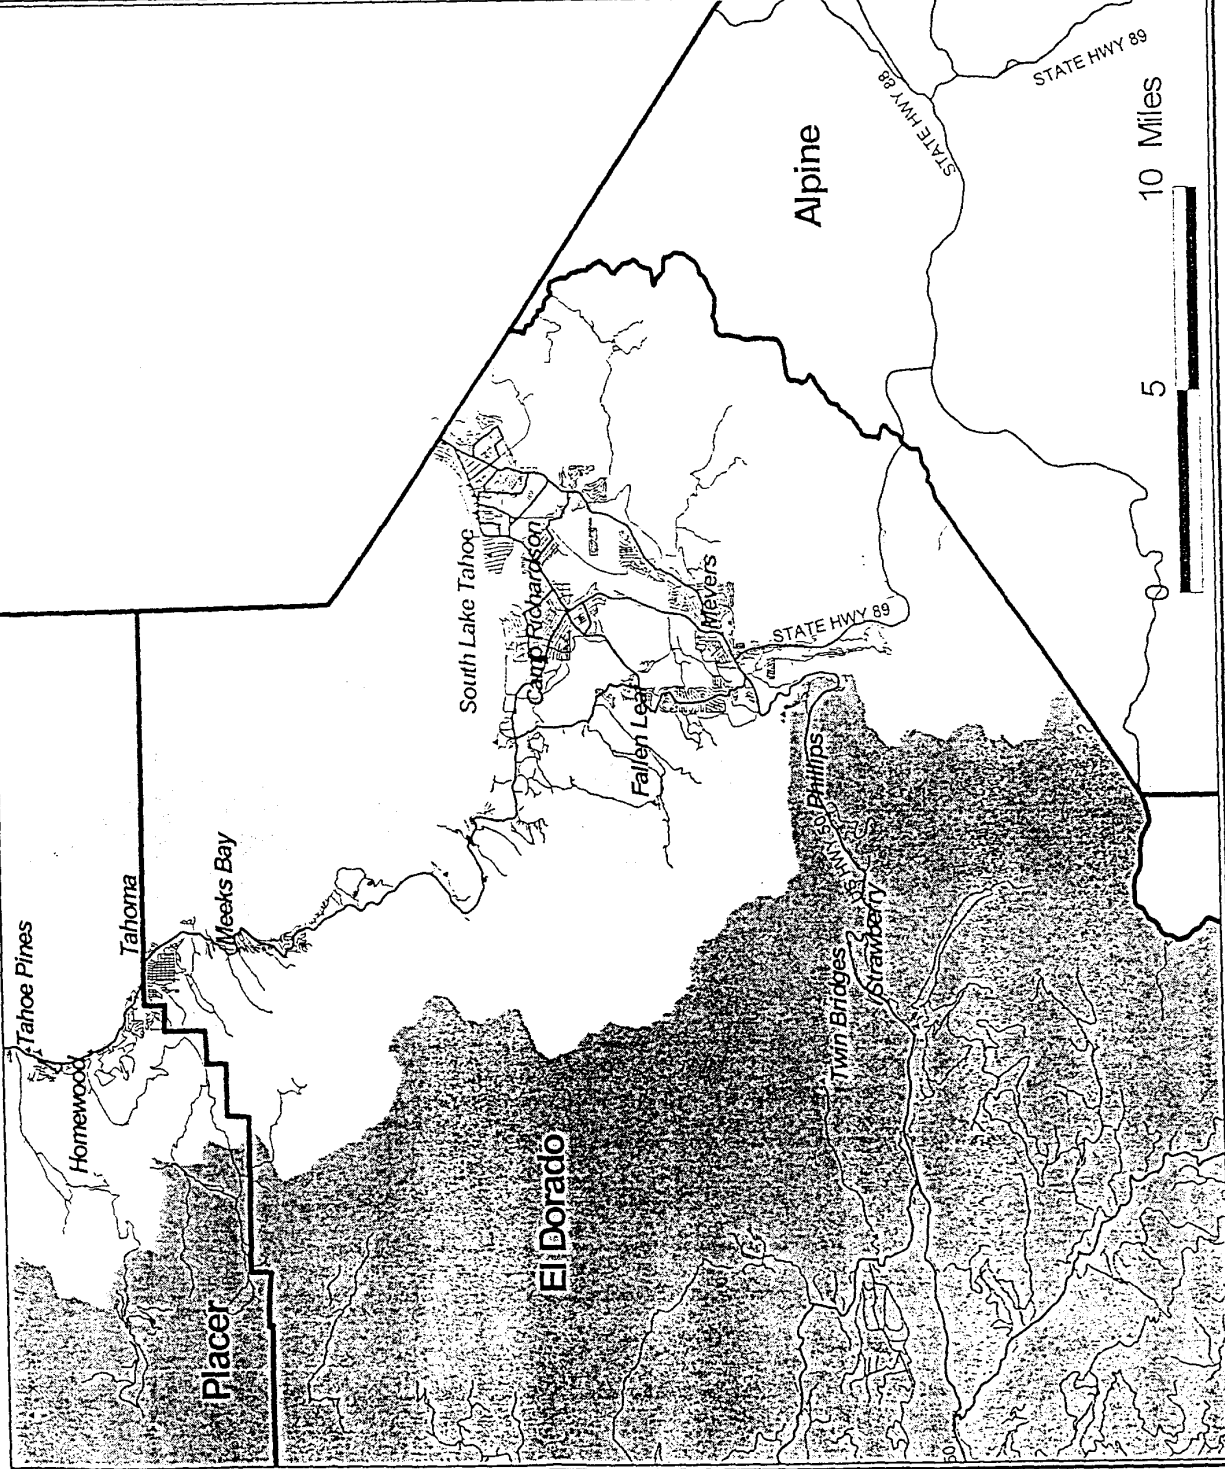 Tahoe Pines
Homewood
Tahoma
Meeks Bay
Placer
South Lake Tahoe
Camp Richardson
El Dorado
Fallen Leaf
Meyers
STATE HWY 89
Phillips
Twin Bridges
Strawberry
Alpine
STATE HWY 88
STATE HWY 89
0 5 10 Miles
50